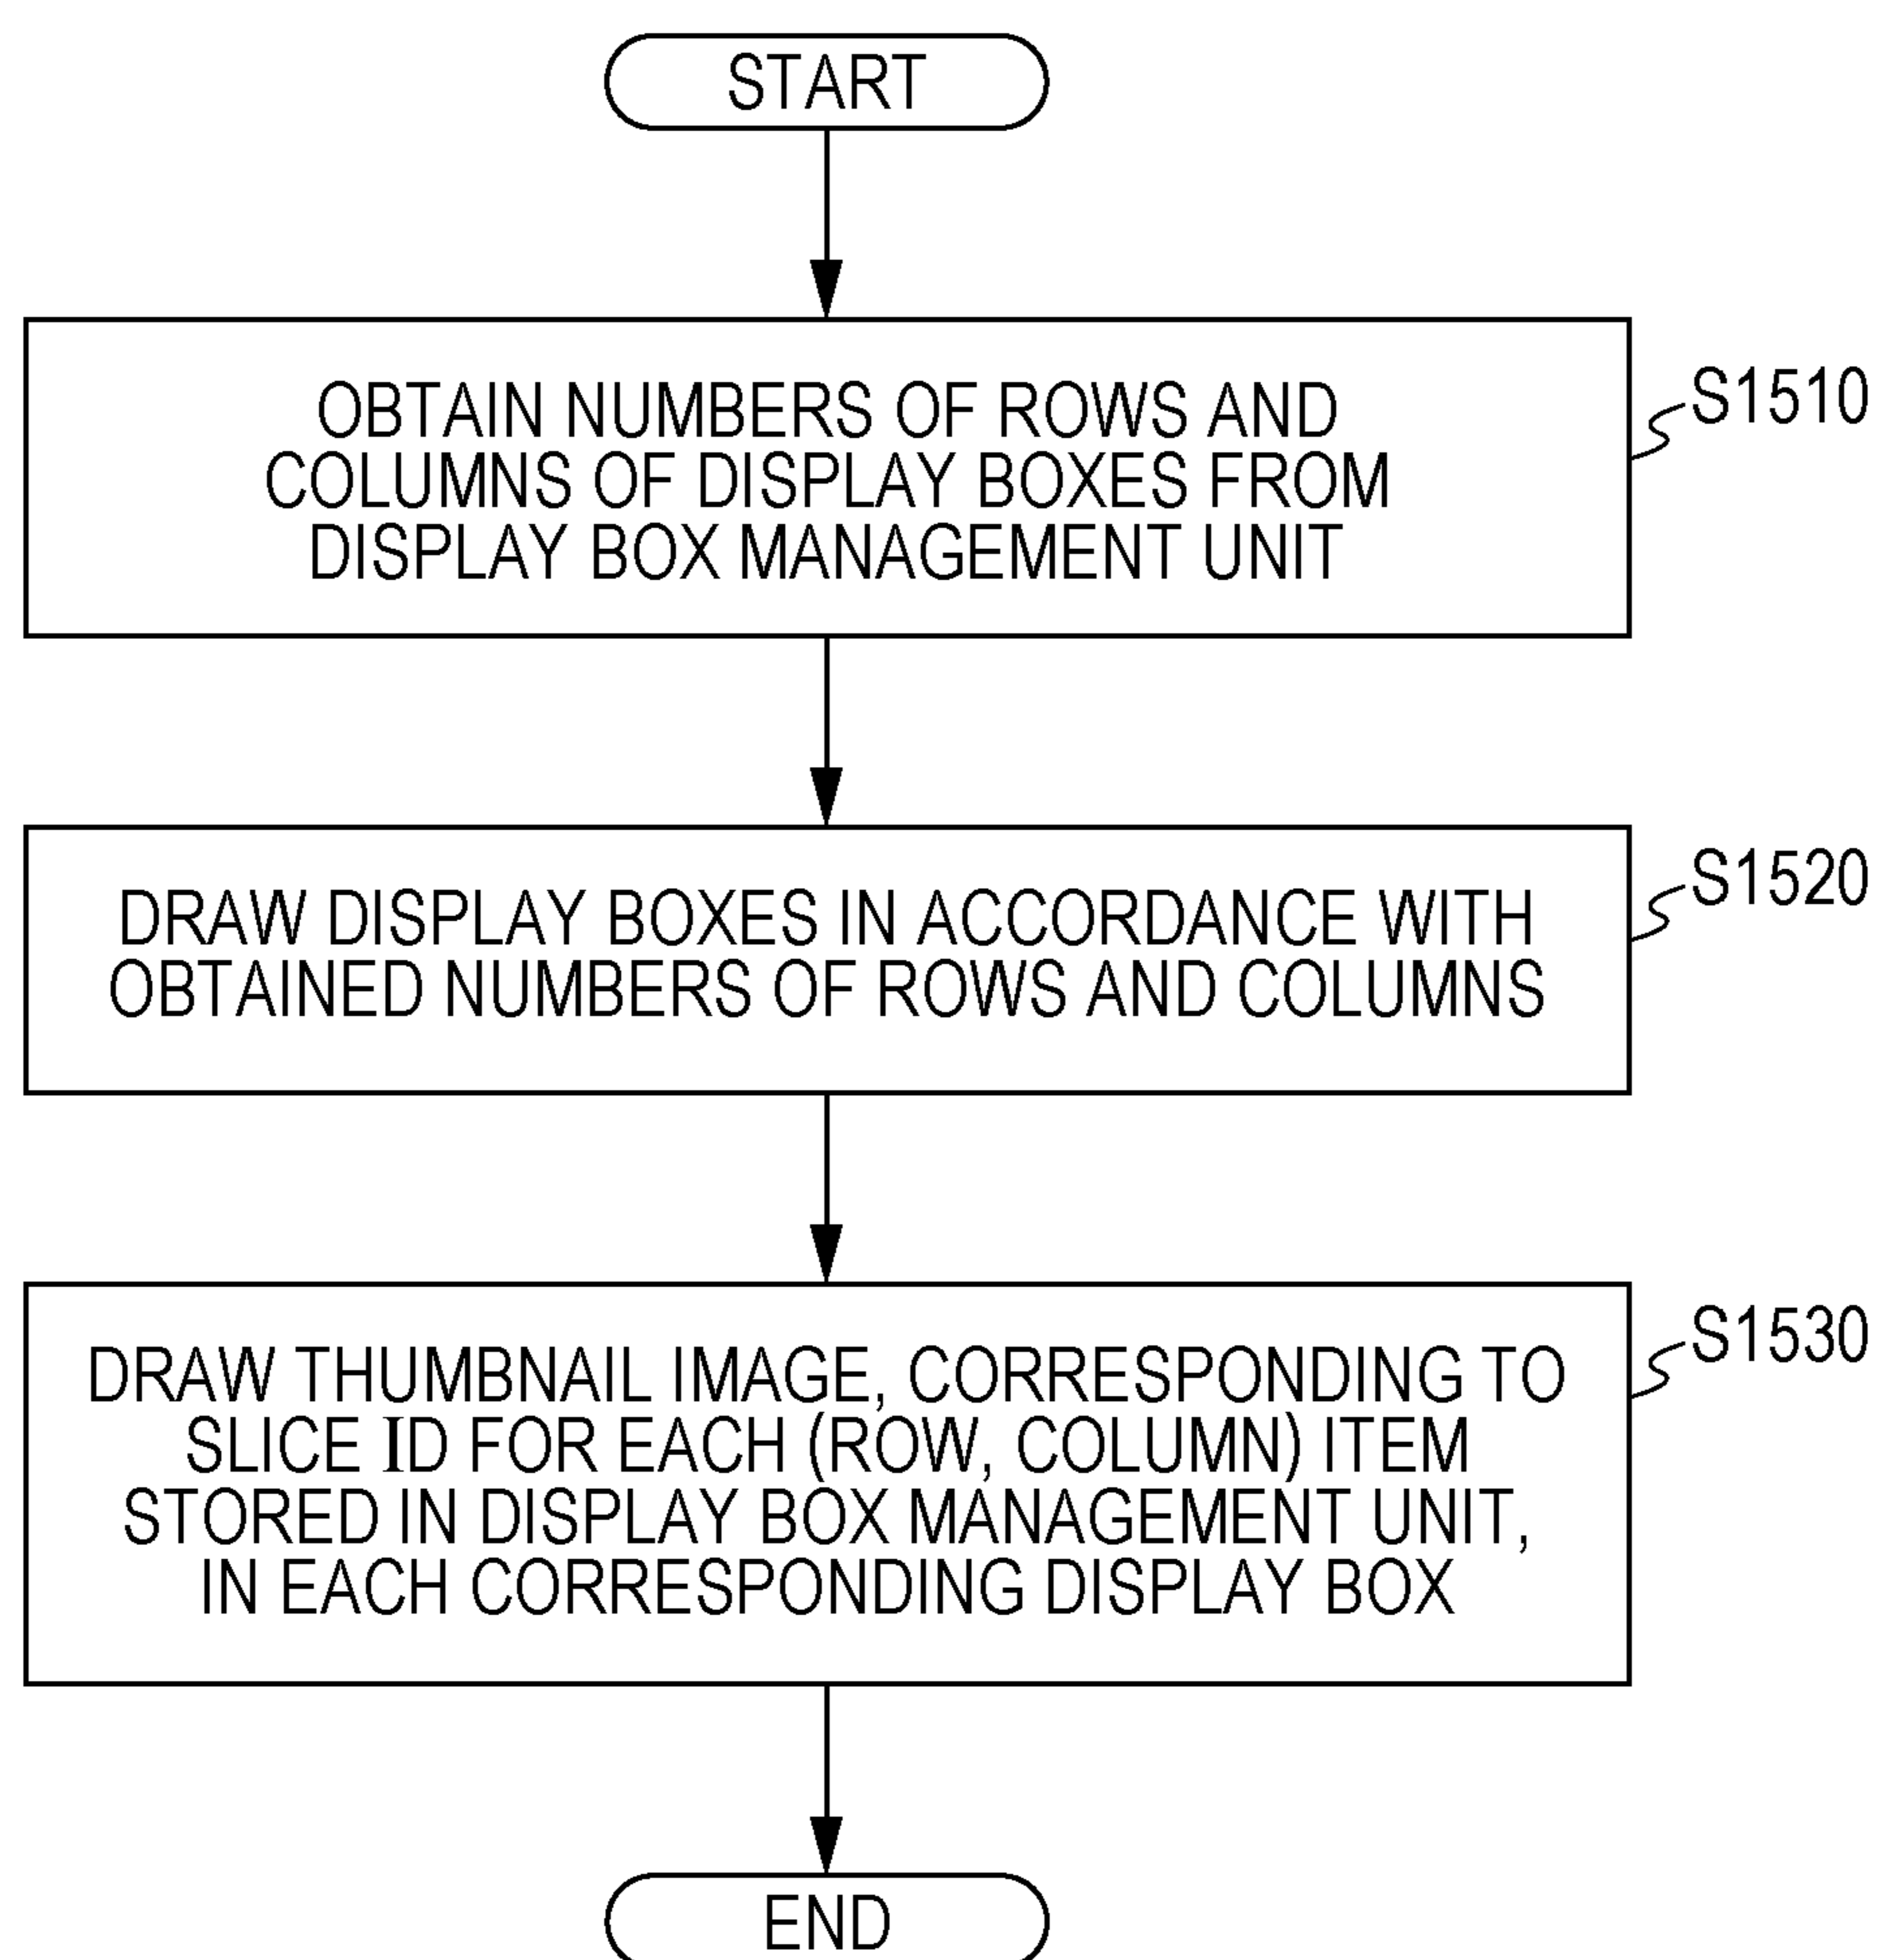 START
OBTAIN NUMBERS OF ROWS AND
COLUMNS OF DISPLAY BOXES FROM
DISPLAY BOX MANAGEMENT UNIT
S1510
DRAW DISPLAY BOXES IN ACCORDANCE WITH
OBTAINED NUMBERS OF ROWS AND COLUMNS
S1520
DRAW THUMBNAIL IMAGE, CORRESPONDING TO
SLICE ID FOR EACH (ROW, COLUMN) ITEM
STORED IN DISPLAY BOX MANAGEMENT UNIT,
IN EACH CORRESPONDING DISPLAY BOX
S1530
END